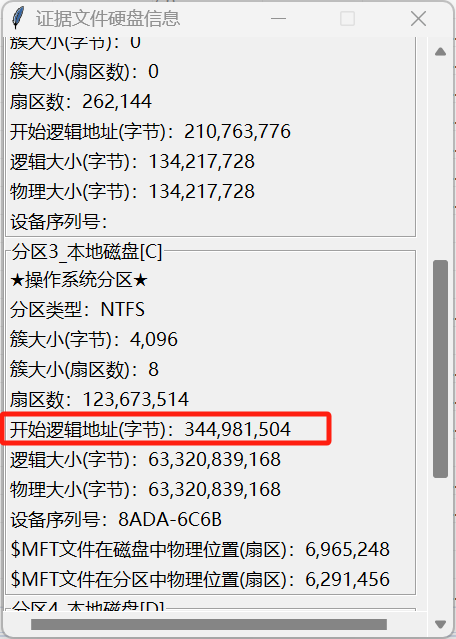 证据文件硬盘信息
簇大小(字节)：0
簇大小(扇区数)：0
扇区数：262,144
开始逻辑地址(字节)：210,763,776
逻辑大小(字节)：134,217,728
物理大小(字节)：134,217,728
设备序列号：
分区3_本地磁盘[C]
★操作系统分区★
分区类型：NTFS
簇大小(字节)：4,096
簇大小(扇区数)：8
扇区数：123,673,514
开始逻辑地址(字节)：344,981,504
逻辑大小(字节)：63,320,839,168
物理大小(字节)：63,320,839,168
设备序列号：8ADA-6C6B
$MFT文件在磁盘中物理位置(扇区)：6,965,248
$MFT文件在分区中物理位置(扇区)：6,291,456
分区4_本地磁盘[D]